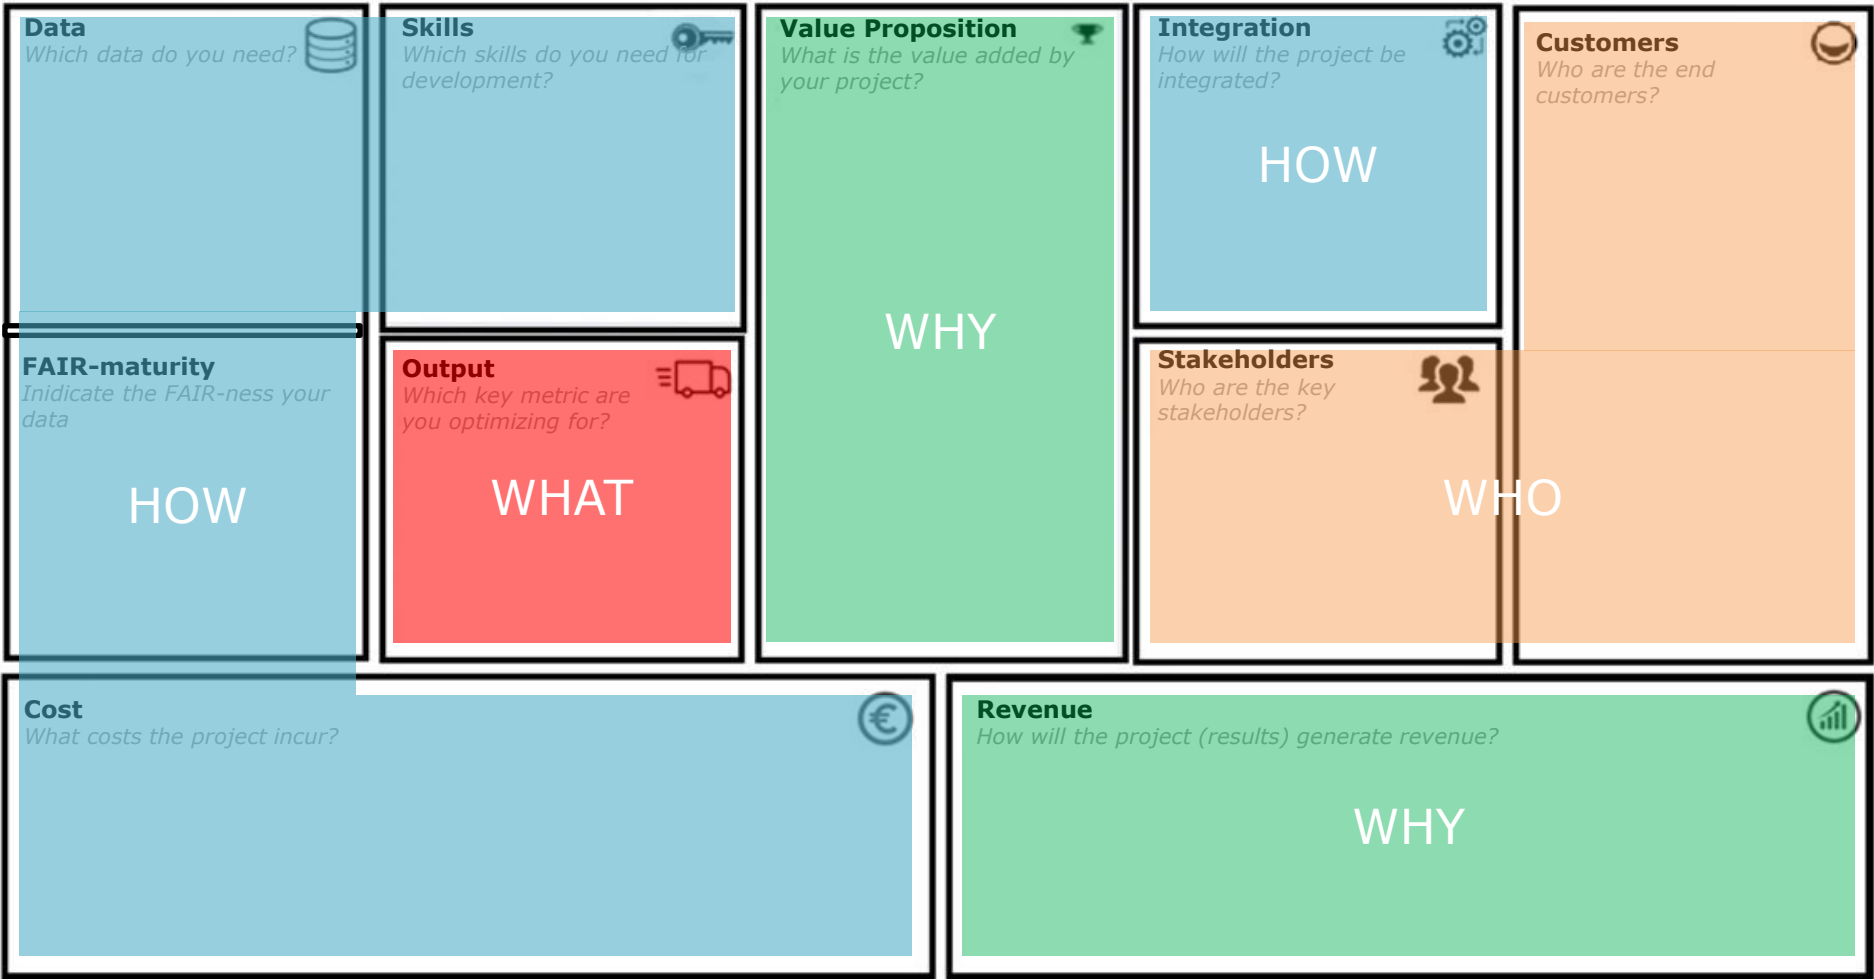 Data
Which data do you need?
Skills
Which skills do you need for
development?
Value Proposition
What is the value added by
your project?
Integration
How will the project be
integrated?
HOW
Customers
Who are the end
customers?
FAIR-maturity
Inidicate the FAIR-ness your
data
HOW
Output
Which key metric are
you optimizing for?
WHAT
WHY
Stakeholders
Who are the key
stakeholders?
WHO
Cost
What costs the project incur?
€
Revenue
How will the project (results) generate revenue?
WHY